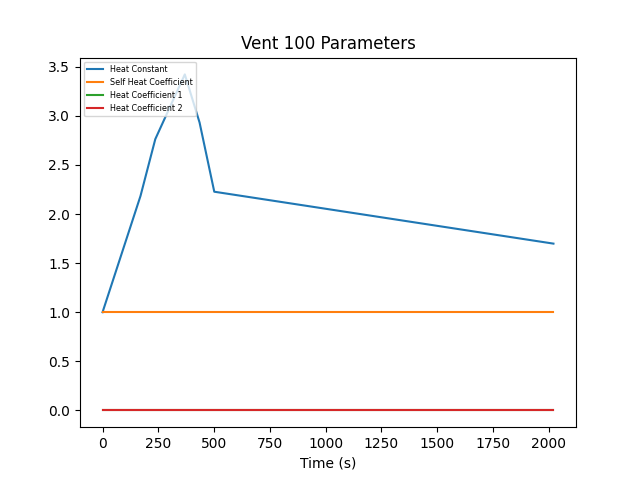 Vent 100 Parameters
Heat Constant
Self Heat Coefficient
Heat Coefficient 1
Heat Coefficient 2
3.5
3.0
2.5
2.0
1.5
1.0
0.5
0.0
0 250 500 750 1000 1250 1500 1750 2000
Time (s)